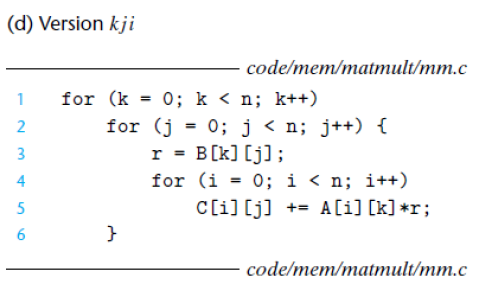 (d) Version kji
code/mem/matmult/mm.c
1 for (k = 0; k < n; k++)
2 for (j = 0; j < n; j++) {
3 r = B[k][j];
4 for (i = 0; i < n; i++)
5 C[i][j] += A[i][k]*r;
6 }
code/mem/matmult/mm.c